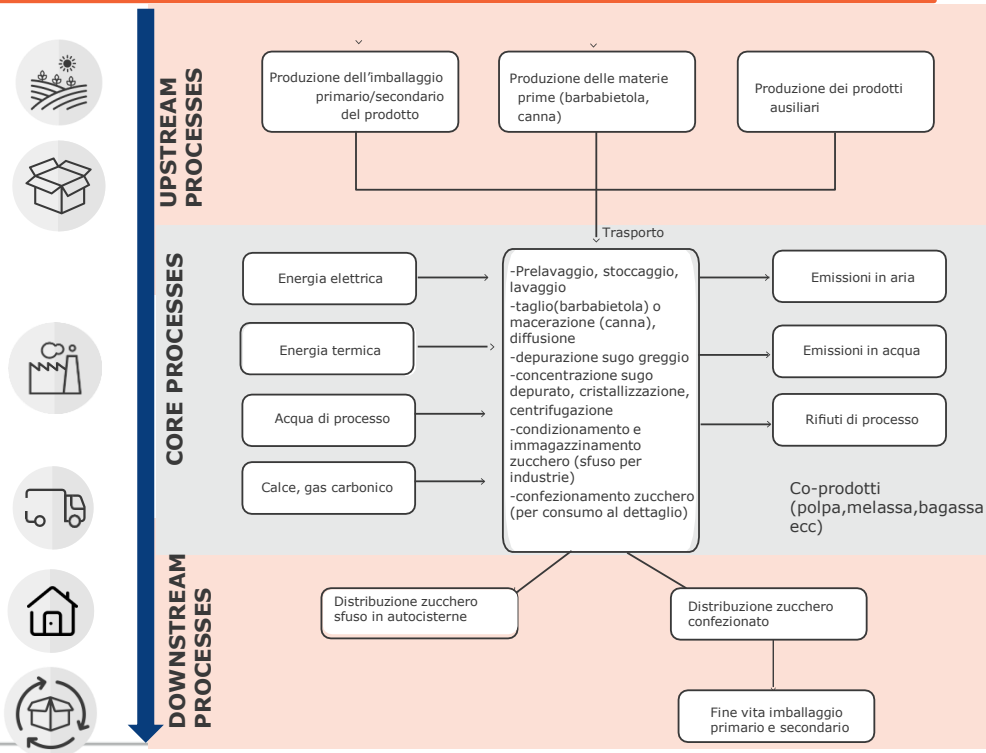 UPSTREAM
PROCESSES
Produzione dell'imballaggio
primario/secondario
del prodotto
Produzione delle materie
prime (barbabietola,
canna)
Produzione dei prodotti
ausiliari
Trasporto
CORE PROCESSES
Energia elettrica
Energia termica
Acqua di processo
Calce, gas carbonico
-Prelavaggio, stoccaggio,
lavaggio
-taglio(barbabietola) o
macerazione (canna),
diffusione
-depurazione sugo greggio
-concentrazione sugo
depurato, cristallizzazione,
centrifugazione
-condizionamento e
immagazzinamento
zucchero (sfuso per
industrie)
-confezionamento zucchero
(per consumo al dettaglio)
Emissioni in aria
Emissioni in acqua
Rifiuti di processo
Co-prodotti
(polpa,melassa,bagassa
ecc)
DOWNSTREAM
PROCESSES
Distribuzione zucchero
sfuso in autocisterne
Distribuzione zucchero
confezionato
Fine vita imballaggio
primario e secondario